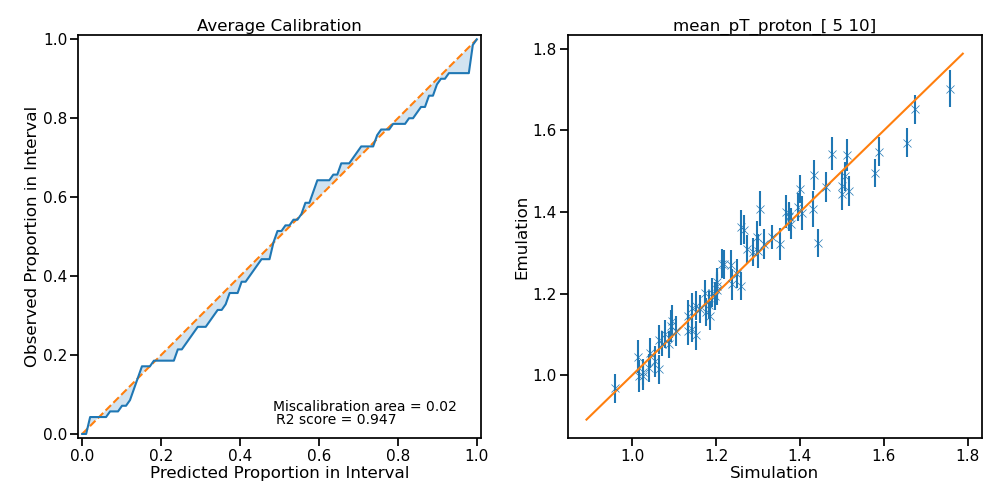 Average Calibration
1.0
0.8
0.6
0.4
0.2
0.0
0.0 0.2 0.4 0.6 0.8 1.0
Observed Proportion in Interval
Predicted Proportion in Interval
Miscalibration area = 0.02
R2 score = 0.947
mean_pT_proton_[ 5 10]
1.8
1.6
1.4
1.2
1.0
1.0 1.2 1.4 1.6 1.8
Emulation
Simulation